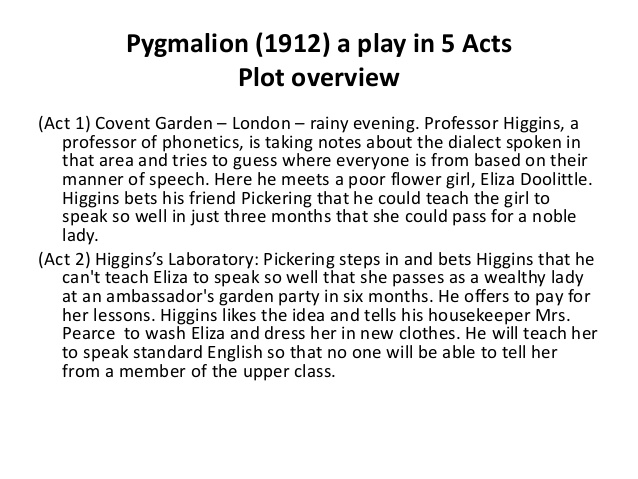 Pygmalion (1912) a play in 5 Acts
Plot overview
(Act 1) Covent Garden – London – rainy evening. Professor Higgins, a
professor of phonetics, is taking notes about the dialect spoken in
that area and tries to guess where everyone is from based on their
manner of speech. Here he meets a poor flower girl, Eliza Doolittle.
Higgins bets his friend Pickering that he could teach the girl to
speak so well in just three months that she could pass for a noble
lady.
(Act 2) Higgins’s Laboratory: Pickering steps in and bets Higgins that he
can't teach Eliza to speak so well that she passes as a wealthy lady
at an ambassador's garden party in six months. He offers to pay for
her lessons. Higgins likes the idea and tells his housekeeper Mrs.
Pearce to wash Eliza and dress her in new clothes. He will teach her
to speak standard English so that no one will be able to tell her
from a member of the upper class.